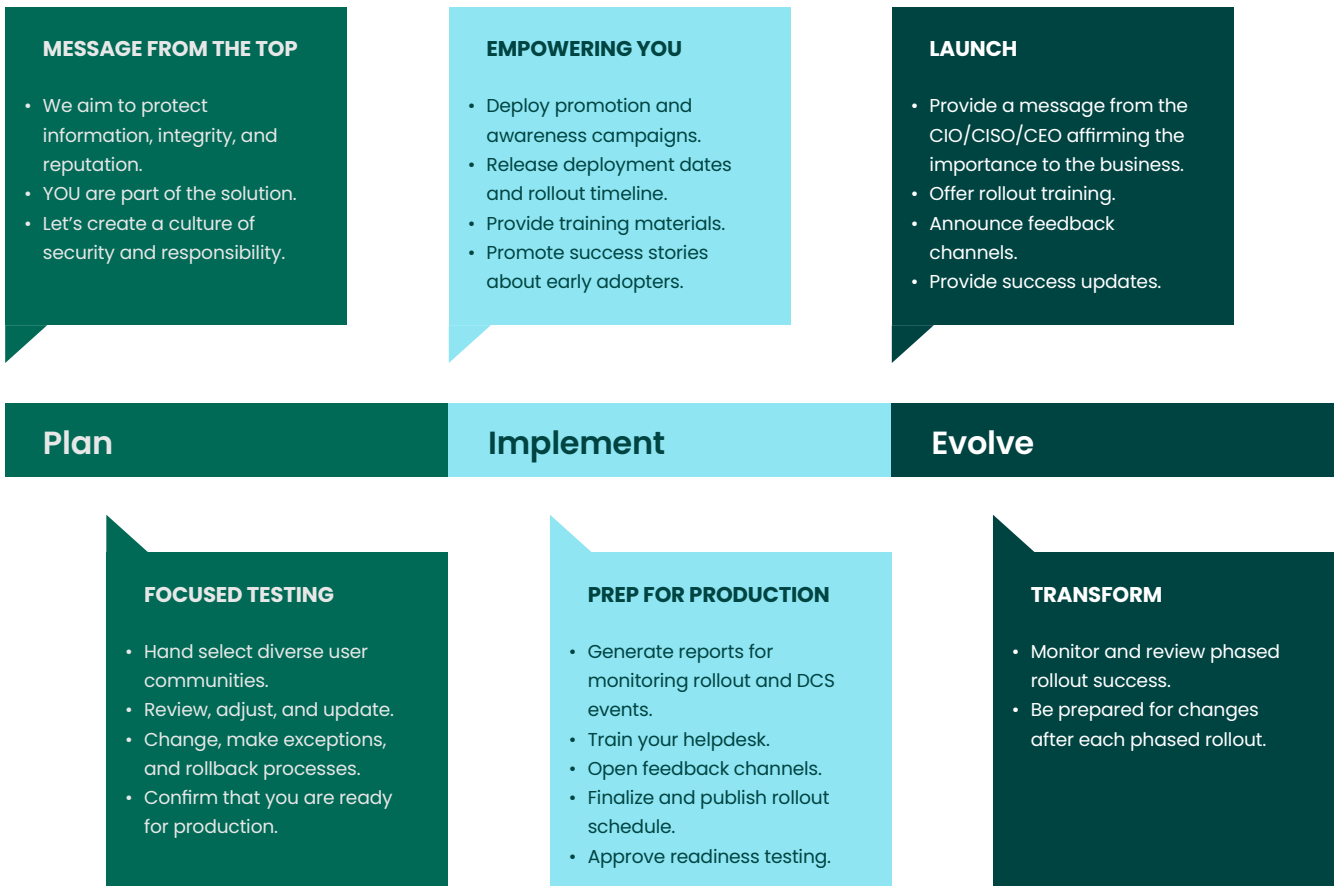 MESSAGE FROM THE TOP
• We aim to protect
information, integrity, and
reputation.
• YOU are part of the solution.
• Let’s create a culture of
security and responsibility.
EMPOWERING YOU
• Deploy promotion and
awareness campaigns.
• Release deployment dates
and rollout timeline.
• Provide training materials.
• Promote success stories
about early adopters.
LAUNCH
• Provide a message from the
CIO/CISO/CEO affirming the
importance to the business.
• Offer rollout training.
• Announce feedback
channels.
• Provide success updates.
Plan
Implement
Evolve
FOCUSED TESTING
• Hand select diverse user
communities.
• Review, adjust, and update.
• Change, make exceptions,
and rollback processes.
• Confirm that you are ready
for production.
PREP FOR PRODUCTION
• Generate reports for
monitoring rollout and DCS
events.
• Train your helpdesk.
• Open feedback channels.
• Finalize and publish rollout
schedule.
• Approve readiness testing.
TRANSFORM
• Monitor and review phased
rollout success.
• Be prepared for changes
after each phased rollout.